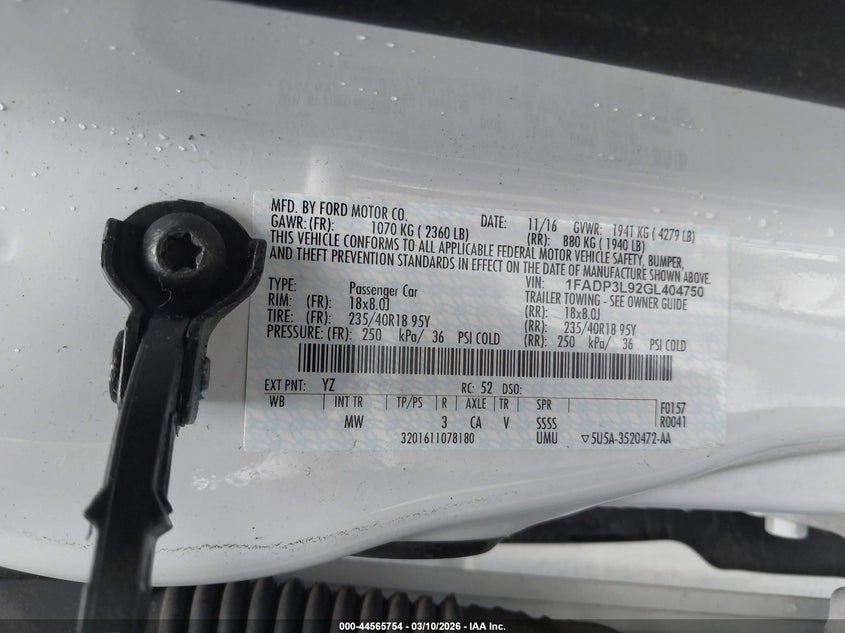 MFD. BY FORD MOTOR CO. DATE: 11/16 GVWR: 1941 KG ( 4279 LB)
GAWR: (FR): 1070 KG ( 2360 LB) (RR): 880 KG ( 1940 LB)
THIS VEHICLE CONFORMS TO ALL APPLICABLE FEDERAL MOTOR VEHICLE SAFETY, BUMPER,
AND THEFT PREVENTION STANDARDS IN EFFECT ON THE DATE OF MANUFACTURE SHOWN ABOVE.
VIN: 1FADP3L92GL404750
TYPE: Passenger Car TRAILER TOWING - SEE OWNER GUIDE
RIM: (FR): 18x8.0J (RR): 18x8.0J
TIRE: (FR): 235/40R18 95Y (RR): 235/40R18 95Y
PRESSURE: (FR): 250 kPa/ 36 PSI COLD (RR): 250 kPa/ 36 PSI COLD
EXT PNT: YZ RC: 52 DSO:
WB INT TR TP/PS R AXLE TR SPR F0157
MW 3 CA V SSSS R0041
3201611078180 UMU ▽5U5A-3520472-AA
000-44565754 - 03/10/2026 - IAA Inc.